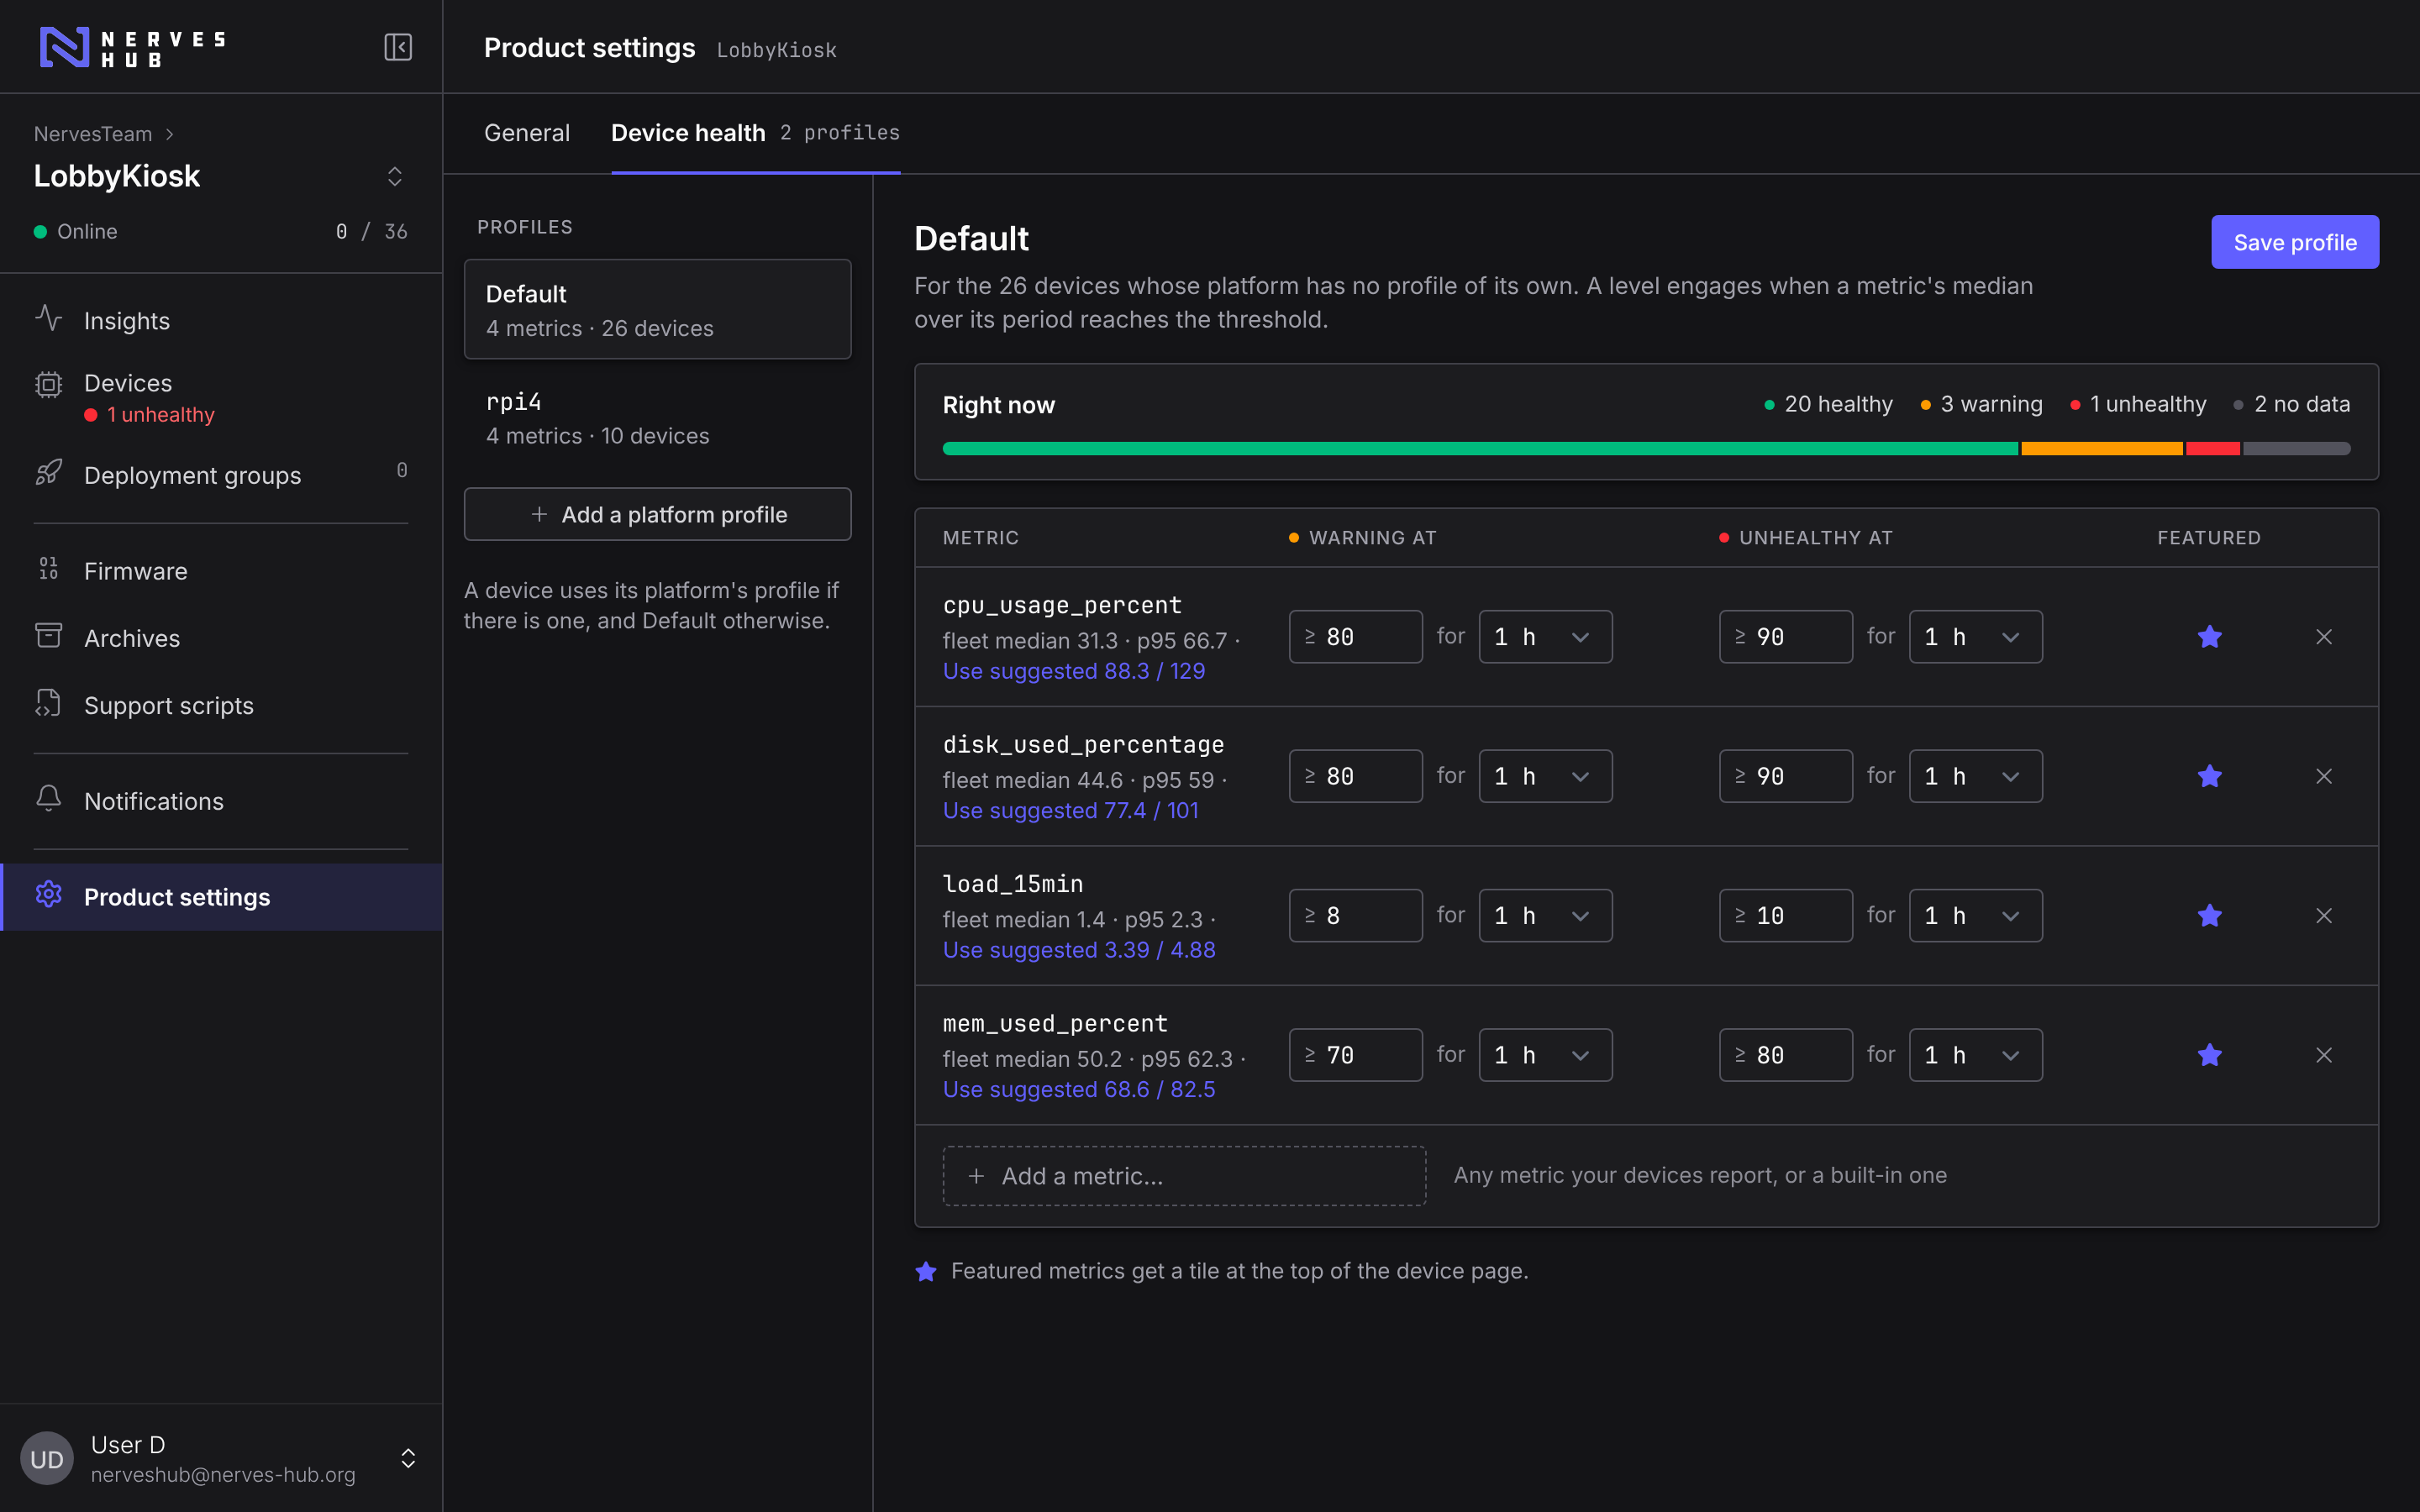 NERVES
HUB
NervesTeam
LobbyKiosk
Online 0 / 36
Insights
Devices
1 unhealthy
Deployment groups 0
Firmware
Archives
Support scripts
Notifications
Product settings
UD
User D
nerveshub@nerves-hub.org
Product settings LobbyKiosk
General Device health 2 profiles
PROFILES
Default
4 metrics · 26 devices
rpi4
4 metrics · 10 devices
+ Add a platform profile
A device uses its platform's profile if
there is one, and Default otherwise.
Default
Save profile
For the 26 devices whose platform has no profile of its own. A level engages when a metric's median
over its period reaches the threshold.
Right now 20 healthy 3 warning 1 unhealthy 2 no data
METRIC WARNING AT UNHEALTHY AT FEATURED
cpu_usage_percent
fleet median 31.3 · p95 66.7 ·
Use suggested 88.3 / 129
≥ 80 for 1 h ≥ 90 for 1 h
disk_used_percentage
fleet median 44.6 · p95 59 ·
Use suggested 77.4 / 101
≥ 80 for 1 h ≥ 90 for 1 h
load_15min
fleet median 1.4 · p95 2.3 ·
Use suggested 3.39 / 4.88
≥ 8 for 1 h ≥ 10 for 1 h
mem_used_percent
fleet median 50.2 · p95 62.3 ·
Use suggested 68.6 / 82.5
≥ 70 for 1 h ≥ 80 for 1 h
+ Add a metric... Any metric your devices report, or a built-in one
Featured metrics get a tile at the top of the device page.